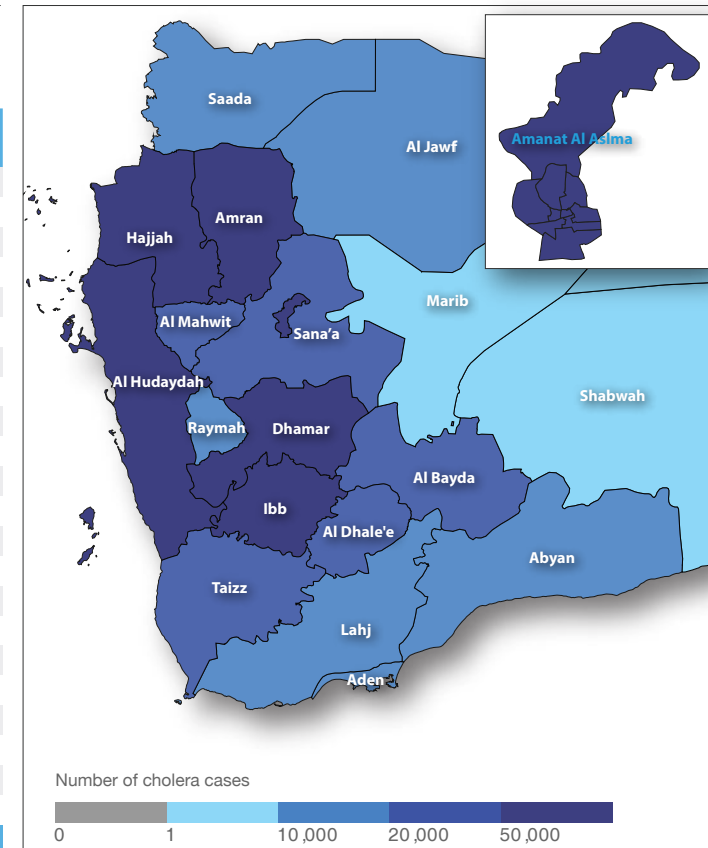 Saada
Al Jawf
Amanat Al Aslma
Hajjah
Amran
Marib
Al Mahwit
Sana'a
Al Hudaydah
Shabwah
Raymah
Dhamar
Al Bayda
Ibb
Al Dhale'e
Abyan
Taizz
Lahj
Aden
Number of cholera cases
0 1 10,000 20,000 50,000